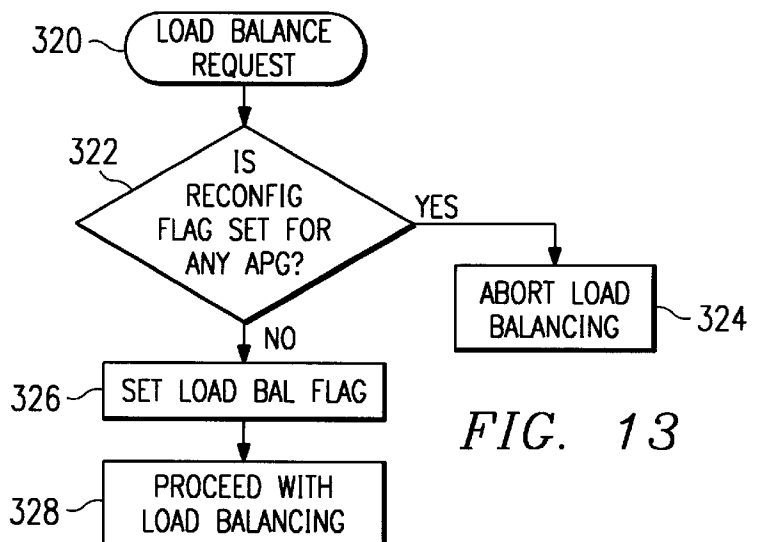 320
LOAD BALANCE
REQUEST
322
IS
RECONFIG
FLAG SET FOR
ANY APG?
YES
ABORT LOAD
BALANCING
324
NO
326
SET LOAD BAL FLAG
FIG. 13
328
PROCEED WITH
LOAD BALANCING